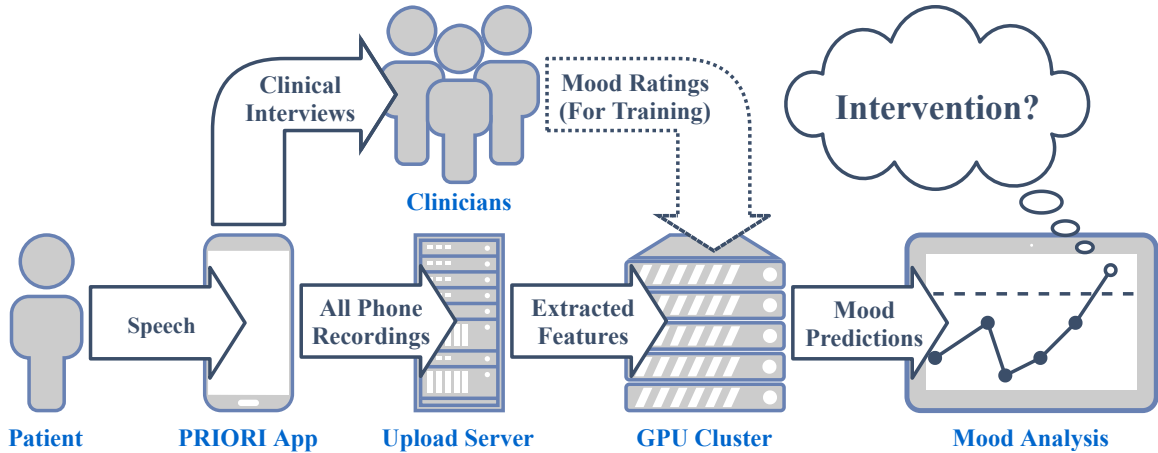 Clinical
Interviews
Mood Ratings
(For Training)
Intervention?
Clinicians
Speech
All Phone
Recordings
Extracted
Features
Mood
Predictions
Patient
PRIORI App
Upload Server
GPU Cluster
Mood Analysis